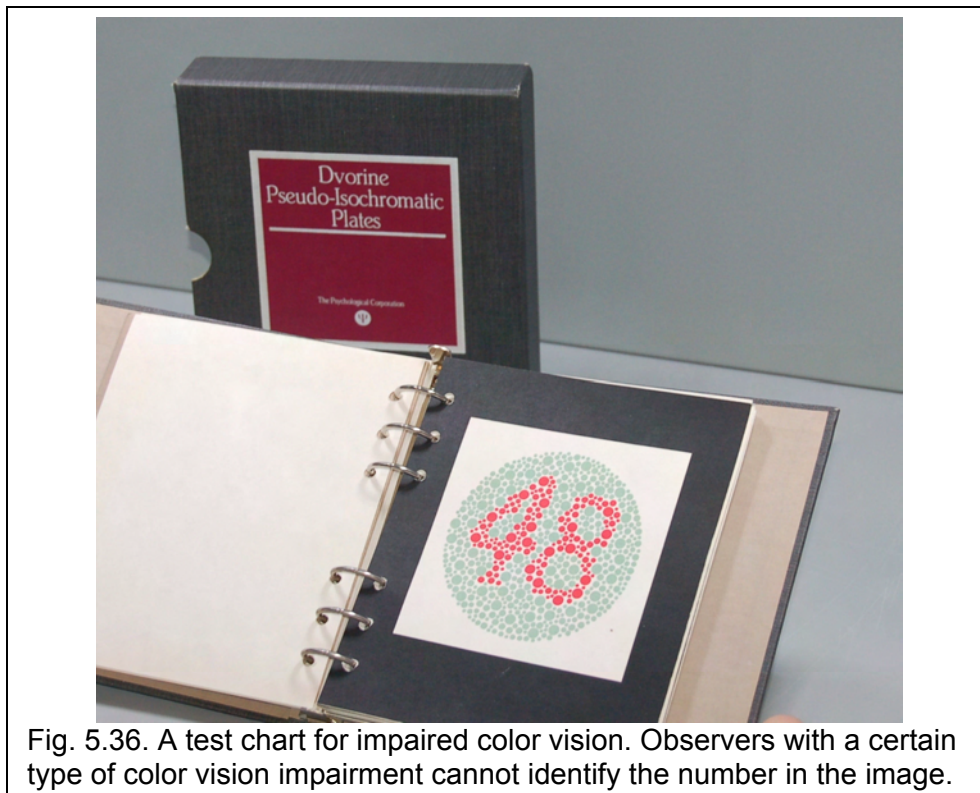 Dvorine
Pseudo-Isochromatic
Plates
The Psychological Corporation
Ψ
48
Fig. 5.36. A test chart for impaired color vision. Observers with a certain
type of color vision impairment cannot identify the number in the image.